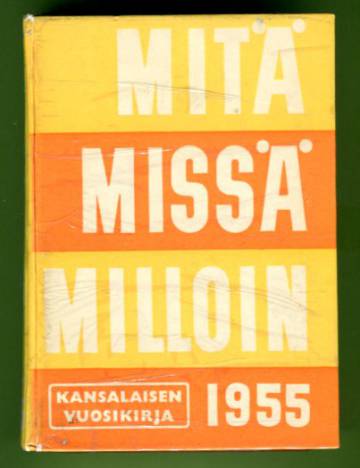 MITÄ
MISSÄ
MILLOIN
KANSALAISEN
VUOSIKIRJA
1955